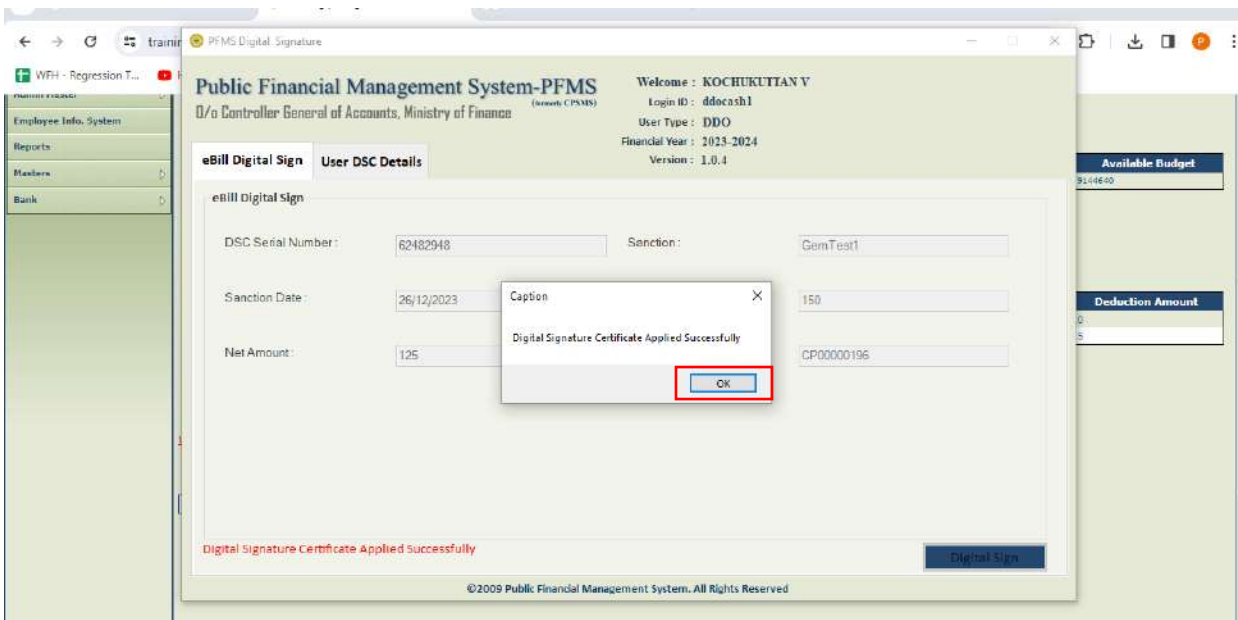 trainin
PFMS Digital Signature
P
WFH - Regression T...
Admin Master
Employee Info. System
Reports
Masters
Bank
Public Financial Management System-PFMS
(formerly CPSMS)
O/o Controller General of Accounts, Ministry of Finance
Welcome : KOCHUKUTTAN V
Login ID : ddocash1
User Type : DDO
Financial Year : 2023-2024
Version : 1.0.4
eBill Digital Sign User DSC Details
eBill Digital Sign
DSC Serial Number : 62482948 Sanction : GemTest1
Sanction Date : 26/12/2023 150
Net Amount : 125 CP00000196
Caption
Digital Signature Certificate Applied Successfully
OK
Digital Signature Certificate Applied Successfully
Digital Sign
©2009 Public Financial Management System. All Rights Reserved
Available Budget
9144640
Deduction Amount
0
5